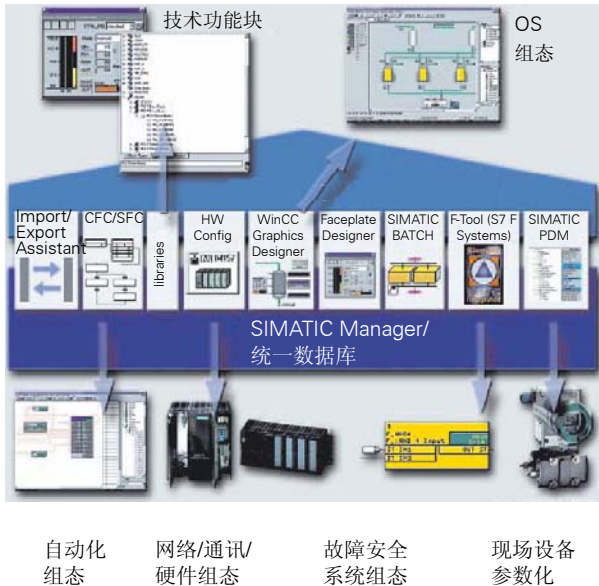 技术功能块
OS
组态
Import/
Export
Assistant
CFC/SFC
libraries
HW
Config
WinCC
Graphics
Designer
Faceplate
Designer
SIMATIC
BATCH
F-Tool (S7 F
Systems)
SIMATIC
PDM
SIMATIC Manager/
统一数据库
自动化
组态
网络/通讯/
硬件组态
故障安全
系统组态
现场设备
参数化